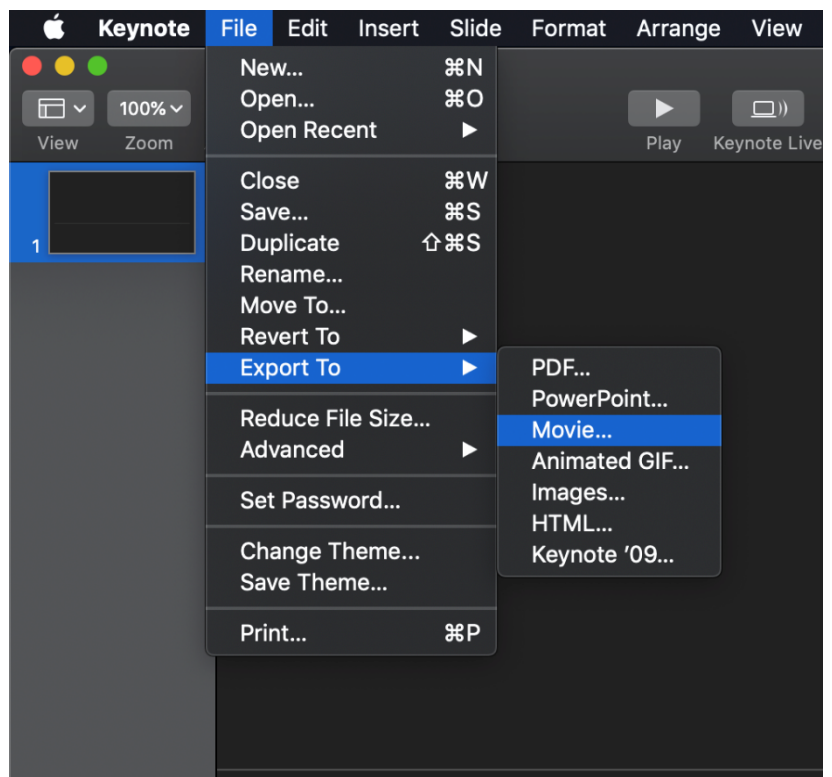 Keynote File Edit Insert Slide Format Arrange View
New... ⌘N
Open... ⌘O
Open Recent ▶
100%
View Zoom Play Keynote Live
Close ⌘W
Save... ⌘S
Duplicate ⇧⌘S
1
Rename...
Move To...
Revert To ▶
Export To ▶
PDF...
PowerPoint...
Movie...
Animated GIF...
Images...
HTML...
Keynote ’09...
Reduce File Size...
Advanced ▶
Set Password...
Change Theme...
Save Theme...
Print... ⌘P